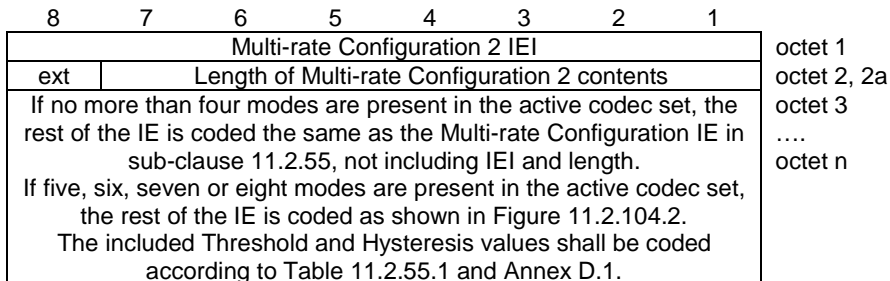 8 7 6 5 4 3 2 1
Multi-rate Configuration 2 IEI octet 1
ext Length of Multi-rate Configuration 2 contents octet 2, 2a
If no more than four modes are present in the active codec set, the octet 3
rest of the IE is coded the same as the Multi-rate Configuration IE in ….
sub-clause 11.2.55, not including IEI and length. octet n
If five, six, seven or eight modes are present in the active codec set,
the rest of the IE is coded as shown in Figure 11.2.104.2.
The included Threshold and Hysteresis values shall be coded
according to Table 11.2.55.1 and Annex D.1.